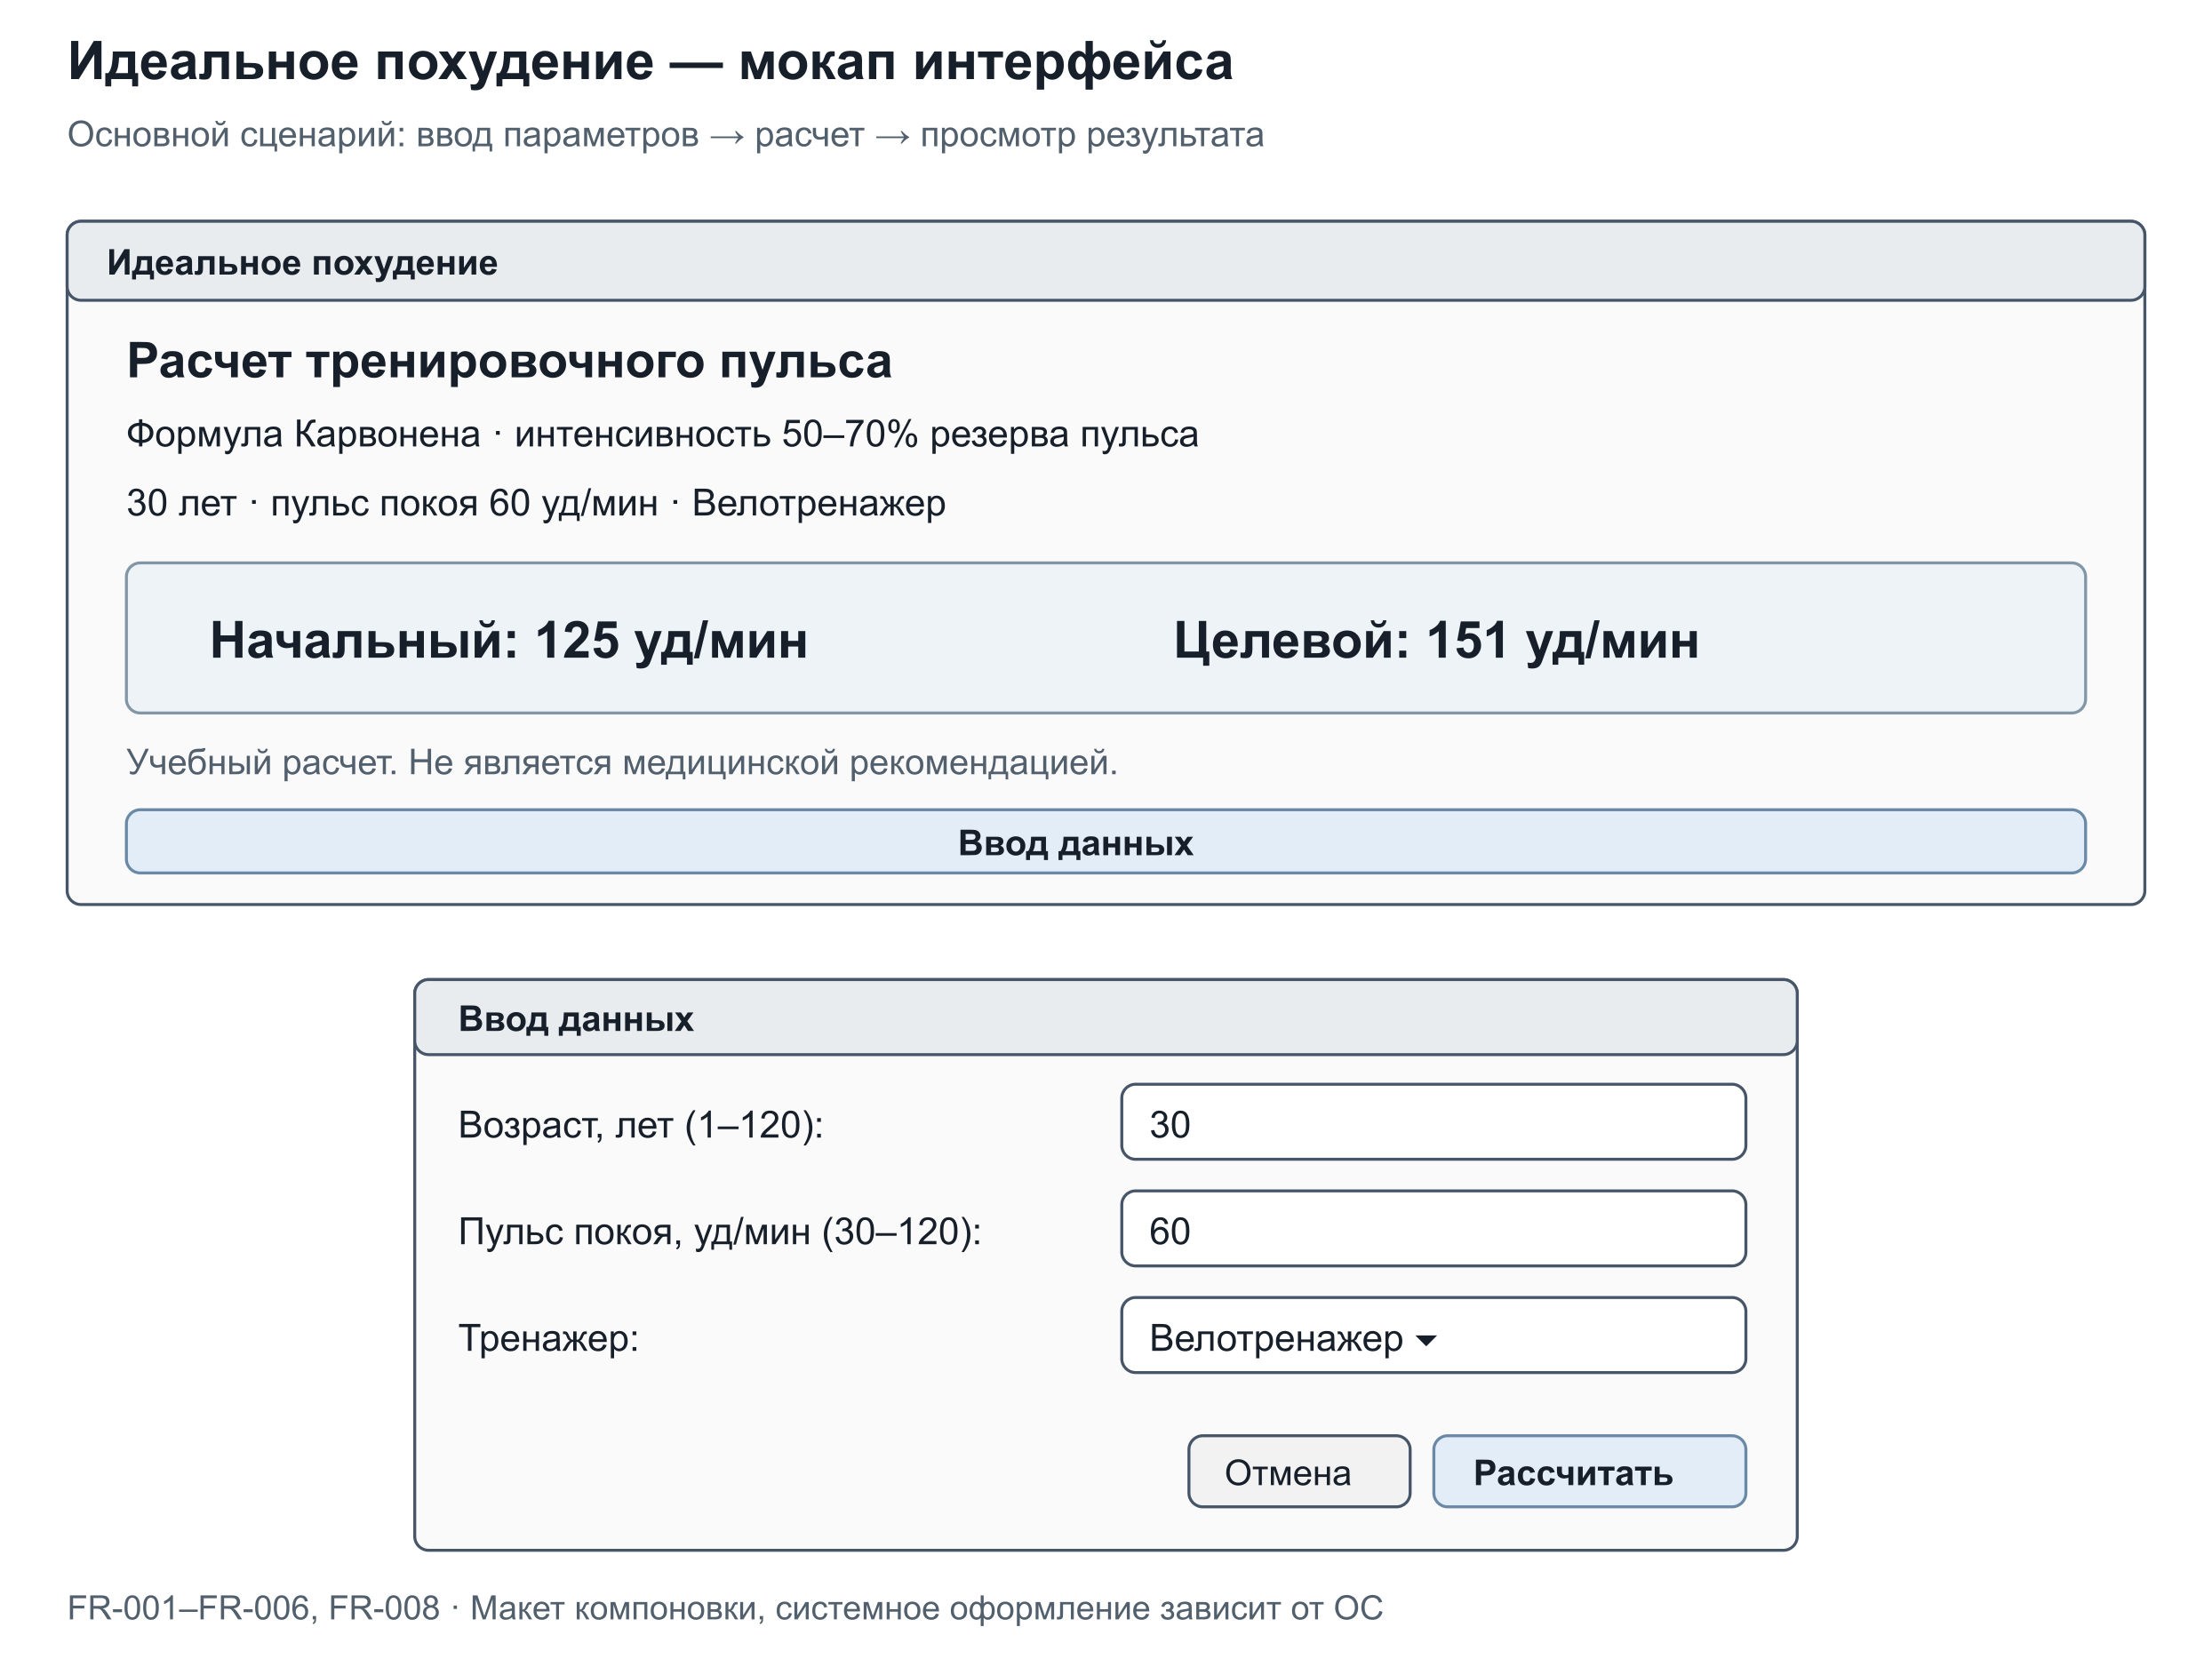 Идеальное похудение — мокап интерфейса
Основной сценарий: ввод параметров → расчет → просмотр результата
Идеальное похудение
Расчет тренировочного пульса
Формула Карвонена · интенсивность 50–70% резерва пульса
30 лет · пульс покоя 60 уд/мин · Велотренажер
Начальный: 125 уд/мин
Целевой: 151 уд/мин
Учебный расчет. Не является медицинской рекомендацией.
Ввод данных
Ввод данных
Возраст, лет (1–120):
30
Пульс покоя, уд/мин (30–220):
60
Тренажер:
Велотренажер
Отмена
Рассчитать
FR-001–FR-006, FR-008 · Макет компоновки, системное оформление зависит от ОС